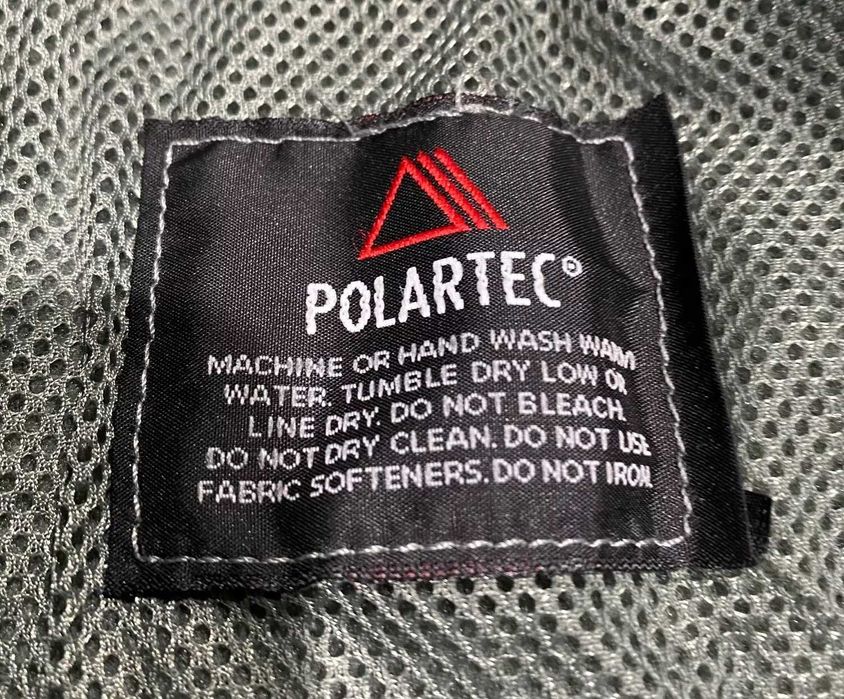 POLARTEC®
MACHINE OR HAND WASH WARM
WATER. TUMBLE DRY LOW OR
LINE DRY. DO NOT BLEACH.
DO NOT DRY CLEAN. DO NOT USE
FABRIC SOFTENERS. DO NOT IRON.